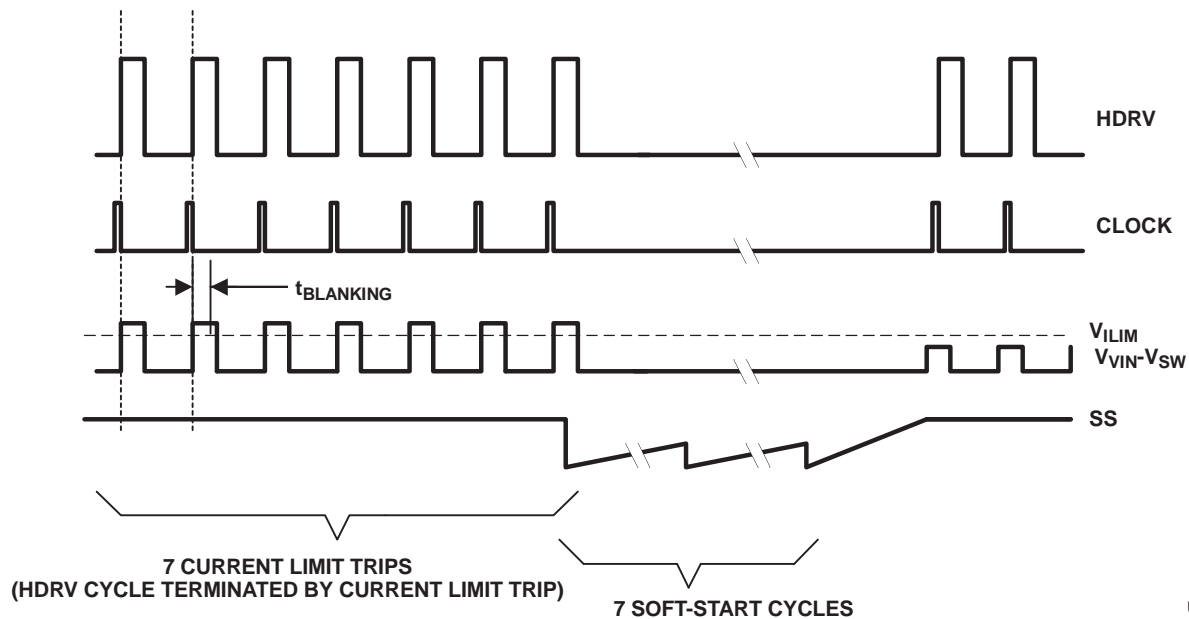 HDRV
CLOCK
tBLANKING
VILIM
VVIN-VSW
SS
7 CURRENT LIMIT TRIPS
(HDRV CYCLE TERMINATED BY CURRENT LIMIT TRIP)
7 SOFT-START CYCLES